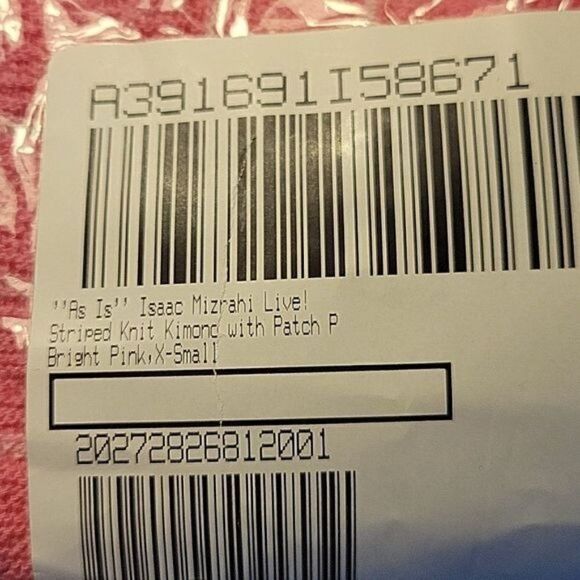 A391691I58671
''As Is'' Isaac Mizrahi Live!
Striped Knit Kimono with Patch P
Bright Pink,X-Small
20272826812001